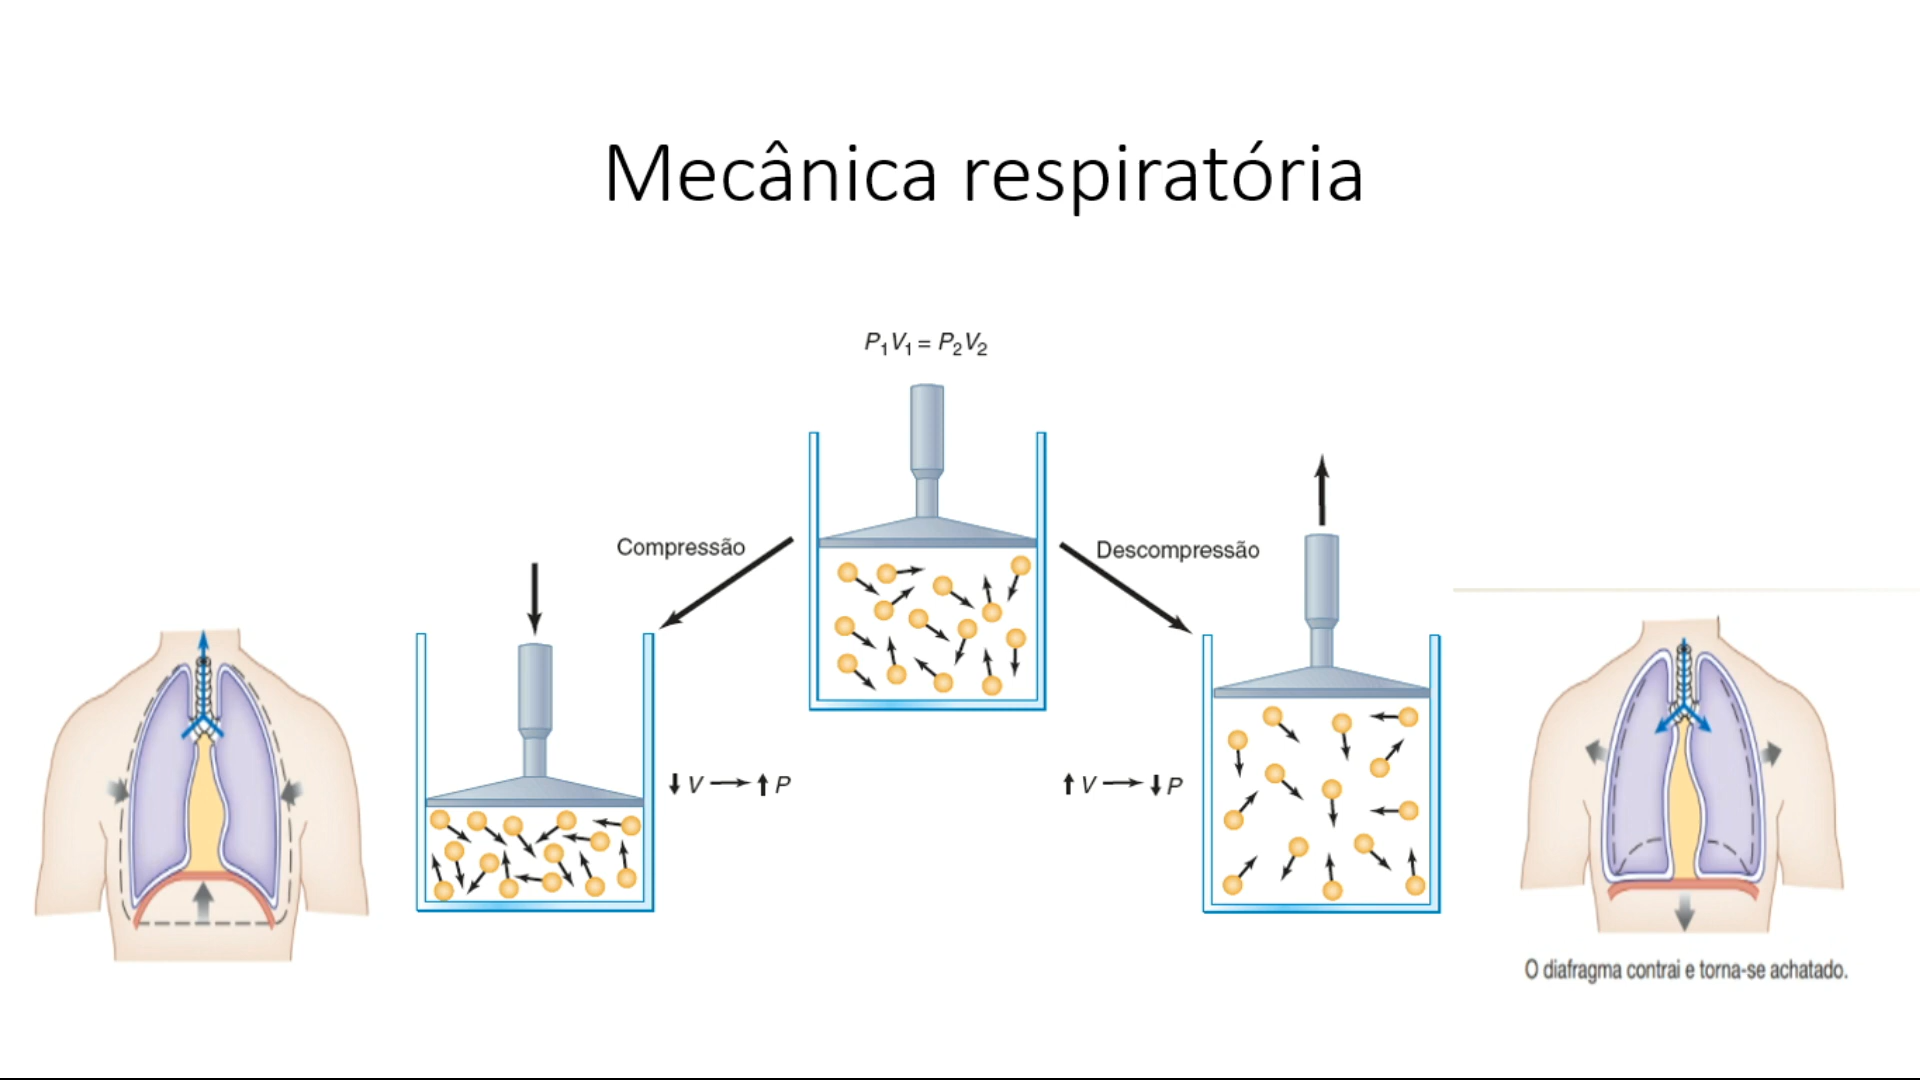 Mecânica respiratória
P₁V₁ = P₂V₂
Compressão
Descompressão
↓V → ↑P
↑V → ↓P
O diafragma contrai e torna-se achatado.